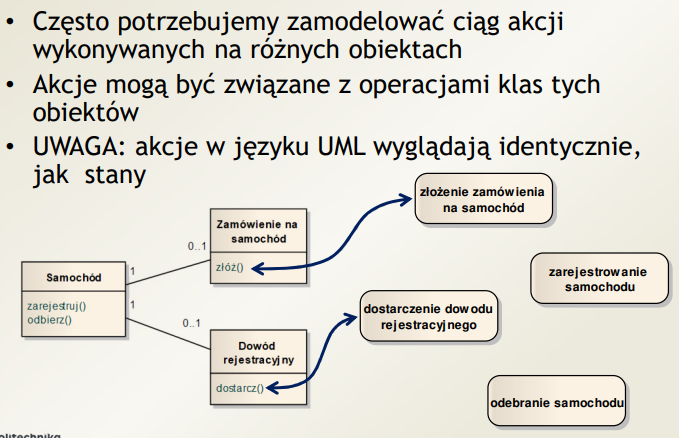 • Często potrzebujemy zamodelować ciąg akcji
wykonywanych na różnych obiektach
• Akcje mogą być związane z operacjami klas tych
obiektów
• UWAGA: akcje w języku UML wyglądają identycznie,
jak stany
złożenie zamówienia
na samochód
Zamówienie na
samochód
złóż()
0..1
1
Samochód
zarejestruj()
odbierz()
1
0..1
zarejestrowanie
samochodu
dostarczenie dowodu
rejestracyjnego
Dowód
rejestracyjny
dostarcz()
odebranie samochodu